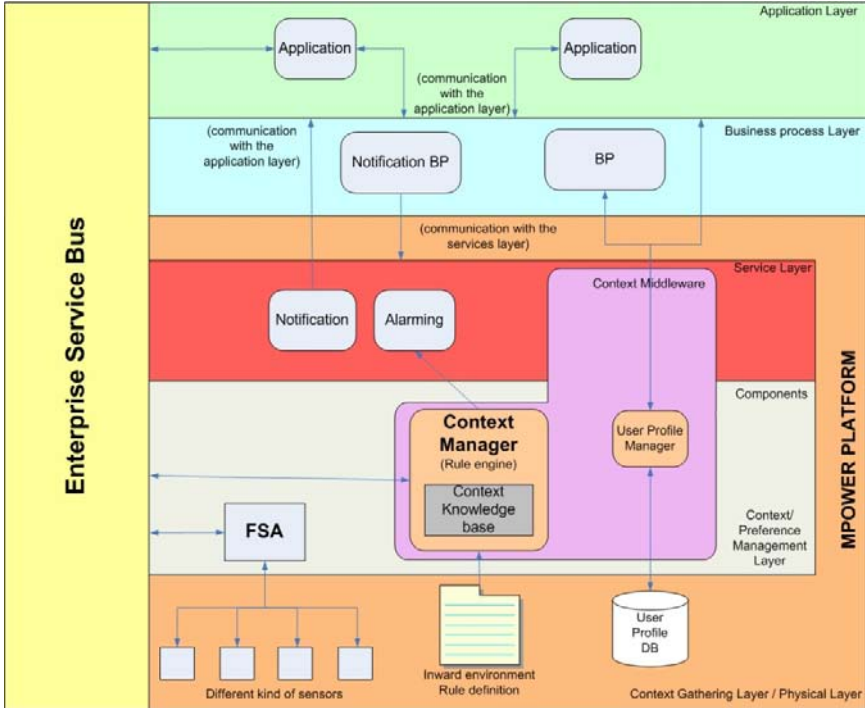 Application Layer
Application
Application
(communication
with the
application layer)
Business process Layer
(communication
with the
application layer)
Notification BP
BP
(communication with the
services layer)
Service Layer
Context Middleware
Notification
Alarming
Components
Context
Manager
(Rule engine)
Context
Knowledge
base
User Profile
Manager
FSA
Context/
Preference
Management
Layer
Different kind of sensors
Inward environment
Rule definition
User
Profile
DB
Context Gathering Layer / Physical Layer
Enterprise Service Bus
MPOWER PLATFORM